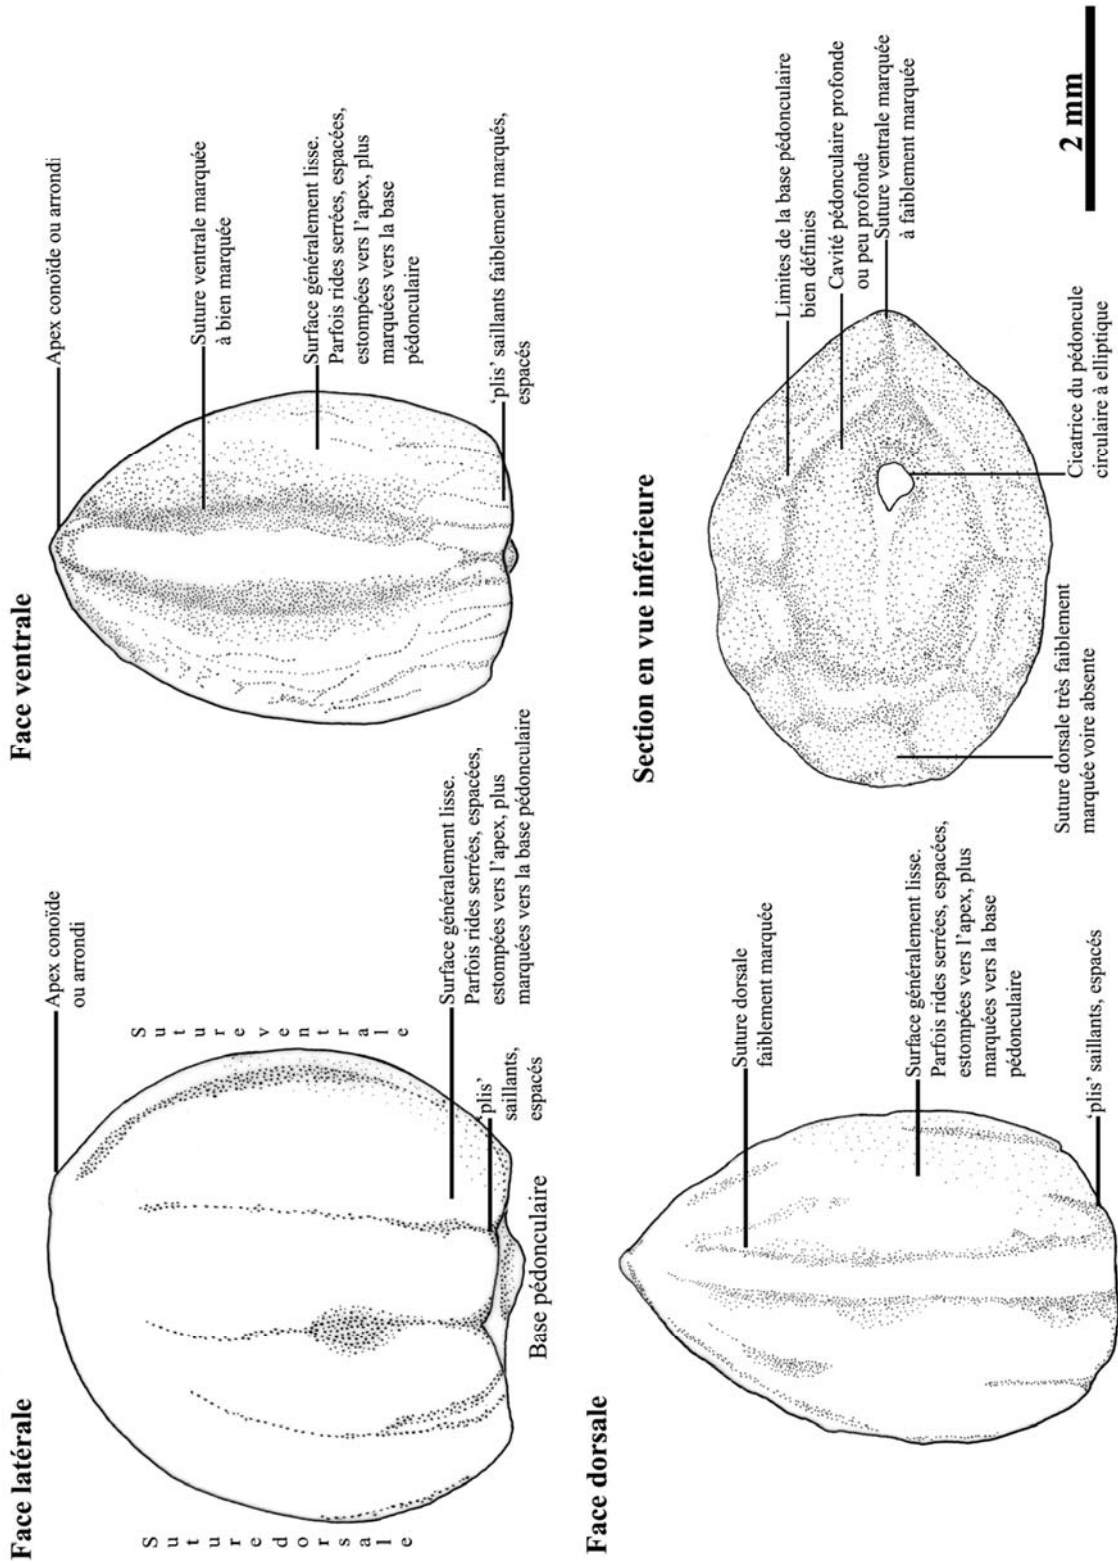 Face latérale
Apex conoïde
ou arrondi
Suture ventrale
Suture dorsale
Surface généralement lisse.
Parfois rides serrées, espacées,
estompées vers l'apex, plus
marquées vers la base pédonculaire
'plis'
saillants,
espacés
Base pédonculaire
Face ventrale
Apex conoïde ou arrondi
Suture ventrale marquée
à bien marquée
Surface généralement lisse.
Parfois rides serrées, espacées,
estompées vers l'apex, plus
marquées vers la base
pédonculaire
'plis' saillants faiblement marqués,
espacés
Face dorsale
Suture dorsale
faiblement marquée
Surface généralement lisse.
Parfois rides serrées, espacées,
estompées vers l'apex, plus
marquées vers la base
pédonculaire
'plis' saillants, espacés
Section en vue inférieure
Limites de la base pédonculaire
bien définies
Cavité pédonculaire profonde
ou peu profonde
Suture ventrale marquée
à faiblement marquée
Cicatrice du pédoncule
circulaire à elliptique
Suture dorsale très faiblement
marquée voire absente
2 mm